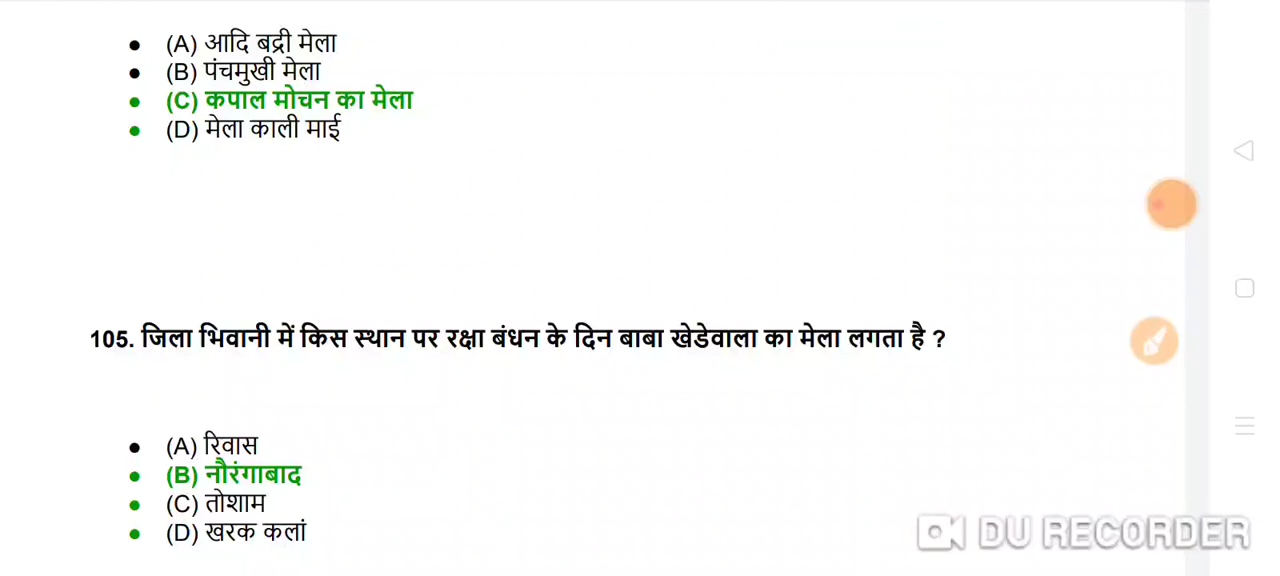 (A) आदि बद्री मेला
(B) पंचमुखी मेला
(C) कपाल मोचन का मेला
(D) मेला काली माई
105. जिला भिवानी में किस स्थान पर रक्षा बंधन के दिन बाबा खेडेवाला का मेला लगता है ?
(A) रिवास
(B) नौरंगाबाद
(C) तोशाम
(D) खरक कलां
DU RECORDER